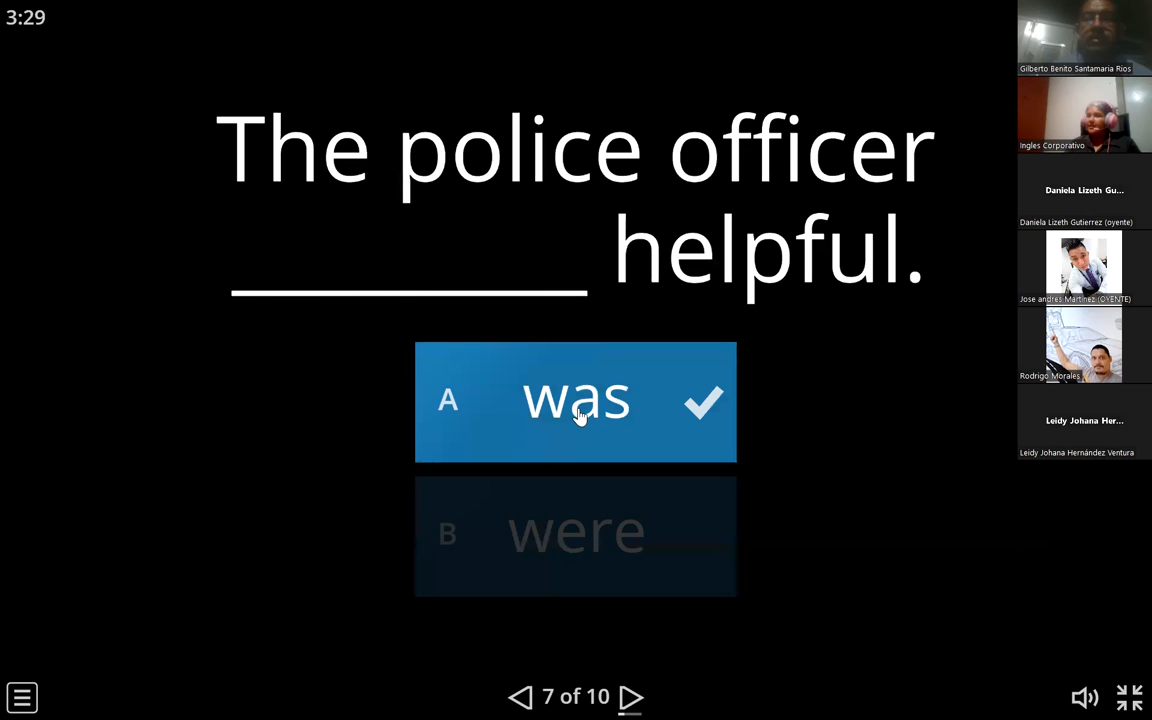 3:29
The police officer
__________ helpful.
A was
B were
7 of 10
Gilberto Benito Santamaria Rios
Ingles Corporativo
Daniela Lizeth Gu...
Daniela Lizeth Gutierrez (oyente)
Jose andres Martinez (OYENTE)
Rodrigo Morales
Leidy Johana Her...
Leidy Johana Hernández Ventura